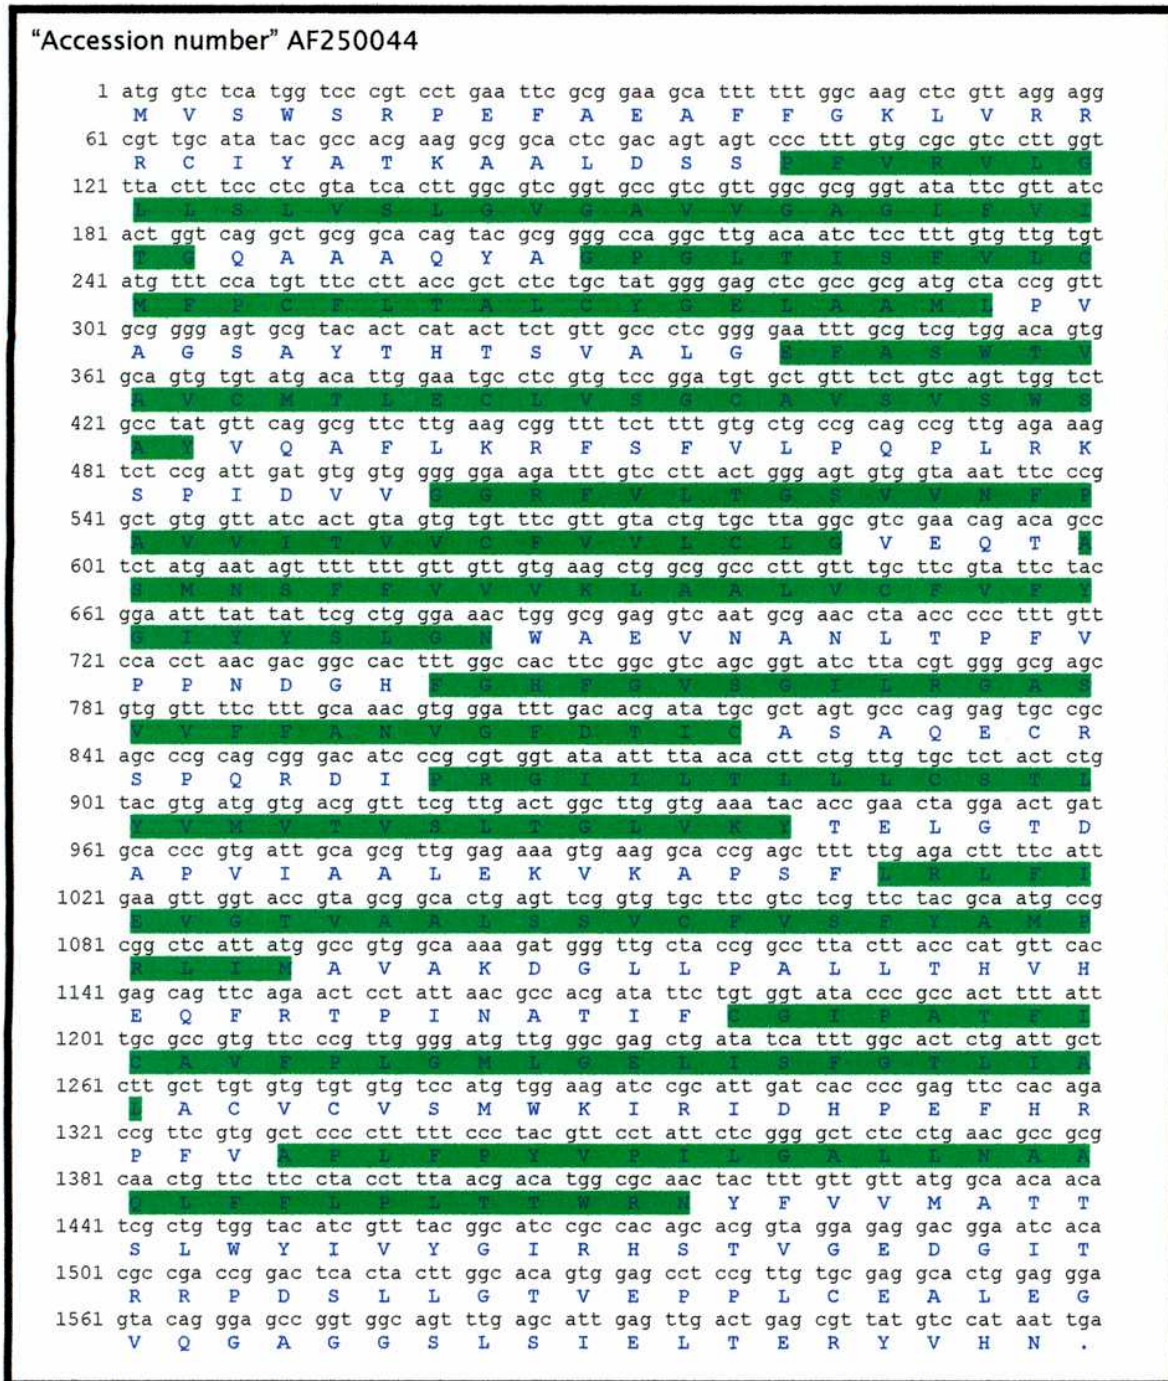 “Accession number” AF250044
1 atg gtc tca tgg tcc cgt cct gaa ttc gcg gaa gca ttt ttt ggc aag ctc gtt agg agg
M V S W S R P E F A E A F F G K L V R R
61 cgt tgc ata tac gcc acg aag gcg gca ctc gac agt agt ccc ttt gtg cgc gtc ctt ggt
R C I Y A T K A A L D S S P F V R V L G
121 tta ctt tcc ctc gta tca ctt ggc gtc ggt gcc gtc gtt ggc gcg ggt ata ttc gtt atc
L L S L V S L G V G A V V G A G I F V I
181 act ggt cag gct gcg gca cag tac gcg ggg cca ggc ttg aca atc tcc ttt gtg ttg tgt
T G Q A A A Q Y A G P G L T I S F V L C
241 atg ttt cca tgt ttc ctt acc gct ctc tgc tat ggg gag ctc gcc gcg atg cta ccg gtt
M F P C F L T A L C Y G E L A A M L P V
301 gcg ggg agt gcg tac act cat act tct gtt gcc ctc ggg gaa ttt gcg tcg tgg aca gtg
A G S A Y T H T S V A L G E F A S W T V
361 gca gtg tgt atg aca ttg gaa tgc ctc gtg tcc gga tgt gct gtt tct gtc agt tgg tct
A V C M T L E C L V S G C A V S V S W S
421 gcc tat gtt cag gcg ttc ttg aag cgg ttt tct ttt gtg ctg ccg cag ccg ttg aga aag
A Y V Q A F L K R F S F V L P Q P L R K
481 tct ccg att gat gtg gtg ggg gga aga ttt gtc ctt act ggg agt gtg gta aat ttc ccg
S P I D V V G G R F V L T G S V V N F P
541 gct gtg gtt atc act gta gtg tgt ttc gtt gta ctg tgc tta ggc gtc gaa cag aca gcc
A V V I T V V C F V V L C L G V E Q T A
601 tct atg aat agt ttt ttt gtt gtt gtg aag ctg gcg gcc ctt gtt tgc ttc gta ttc tac
S M N S F F V V V K L A A L V C F V F Y
661 gga att tat tat tcg ctg gga aac tgg gcg gag gtc aat gcg aac cta acc ccc ttt gtt
G I Y Y S L G N W A E V N A N L T P F V
721 cca cct aac gac ggc cac ttt ggc cac ttc ggc gtc agc ggt atc tta cgt ggg gcg agc
P P N D G H F G H F G V S G I L R G A S
781 gtg gtt ttc ttt gca aac gtg gga ttt gac acg ata tgc gct agt gcc cag gag tgc cgc
V V F F A N V G F D T I C A S A Q E C R
841 agc ccg cag cgg gac atc ccg cgt ggt ata att tta aca ctt ctg ttg tgc tct act ctg
S P Q R D I P R G I I L T L L L C S T L
901 tac gtg atg gtg acg gtt tcg ttg act ggc ttg gtg aaa tac acc gaa cta gga act gat
Y V M V T V S L T G L V K Y T E L G T D
961 gca ccc gtg att gca gcg ttg gag aaa gtg aag gca ccg agc ttt ttg aga ctt ttc att
A P V I A A L E K V K A P S F L R L F I
1021 gaa gtt ggt acc gta gcg gca ctg agt tcg gtg tgc ttc gtc tcg ttc tac gca atg ccg
E V G T V A A L S S V C F V S F Y A M P
1081 cgg ctc att atg gcc gtg gca aaa gat ggg ttg cta ccg gcc tta ctt acc cat gtt cac
R L I M A V A K D G L L P A L L T H V H
1141 gag cag ttc aga act cct att aac gcc acg ata ttc tgt ggt ata ccc gcc act ttt att
E Q F R T P I N A T I F C G I P A T F I
1201 tgc gcc gtg ttc ccg ttg ggg atg ttg ggc gag ctg ata tca ttt ggc act ctg att gct
C A V F P L G M L G E L I S F G T L I A
1261 ctt gct tgt gtg tgt gtg tcc atg tgg aag atc cgc att gat cac ccc gag ttc cac aga
L A C V C V S M W K I R I D H P E F H R
1321 ccg ttc gtg gct ccc ctt ttt ccc tac gtt cct att ctc ggg gct ctc ctg aac gcc gcg
P F V A P L F P Y V P I L G A L L N A A
1381 caa ctg ttc ttc cta cct tta acg aca tgg cgc aac tac ttt gtg gtt atg gca aca aca
Q L F F L P L T T W R N Y F V V M A T T
1441 tcg ctg tgg tac atc gtt tac ggc atc cgc cac agc acg gta gga gag gac gga atc aca
S L W Y I V Y G I R H S T V G E D G I T
1501 cgc cga ccg gac tca cta ctt ggc aca gtg gag cct ccg ttg tgc gag gca ctg gag gga
R R P D S L L G T V E P P L C E A L E G
1561 gta cag gga gcc ggt ggc agt ttg agc att gag ttg act gag cgt tat gtc cat aat tga
V Q G A G G S L S I E L T E R Y V H N .